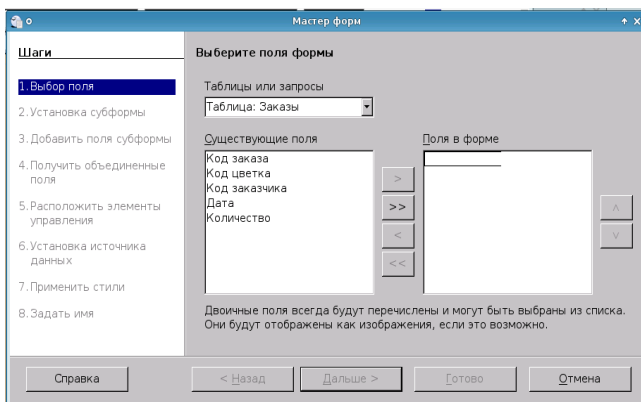 Мастер форм
Шаги
1. Выбор поля
2. Установка субформы
3. Добавить поля субформы
4. Получить объединенные
поля
5. Расположить элементы
управления
6. Установка источника
данных
7. Применить стили
8. Задать имя
Выберите поля формы
Таблицы или запросы
Таблица: Заказы
Существующие поля
Код заказа
Код цветка
Код заказчика
Дата
Количество
>
>>
<
<<
Поля в форме
Двоичные поля всегда будут перечислены и могут быть выбраны из списка.
Они будут отображены как изображения, если это возможно.
Справка
< Назад
Дальше >
Готово
Отмена